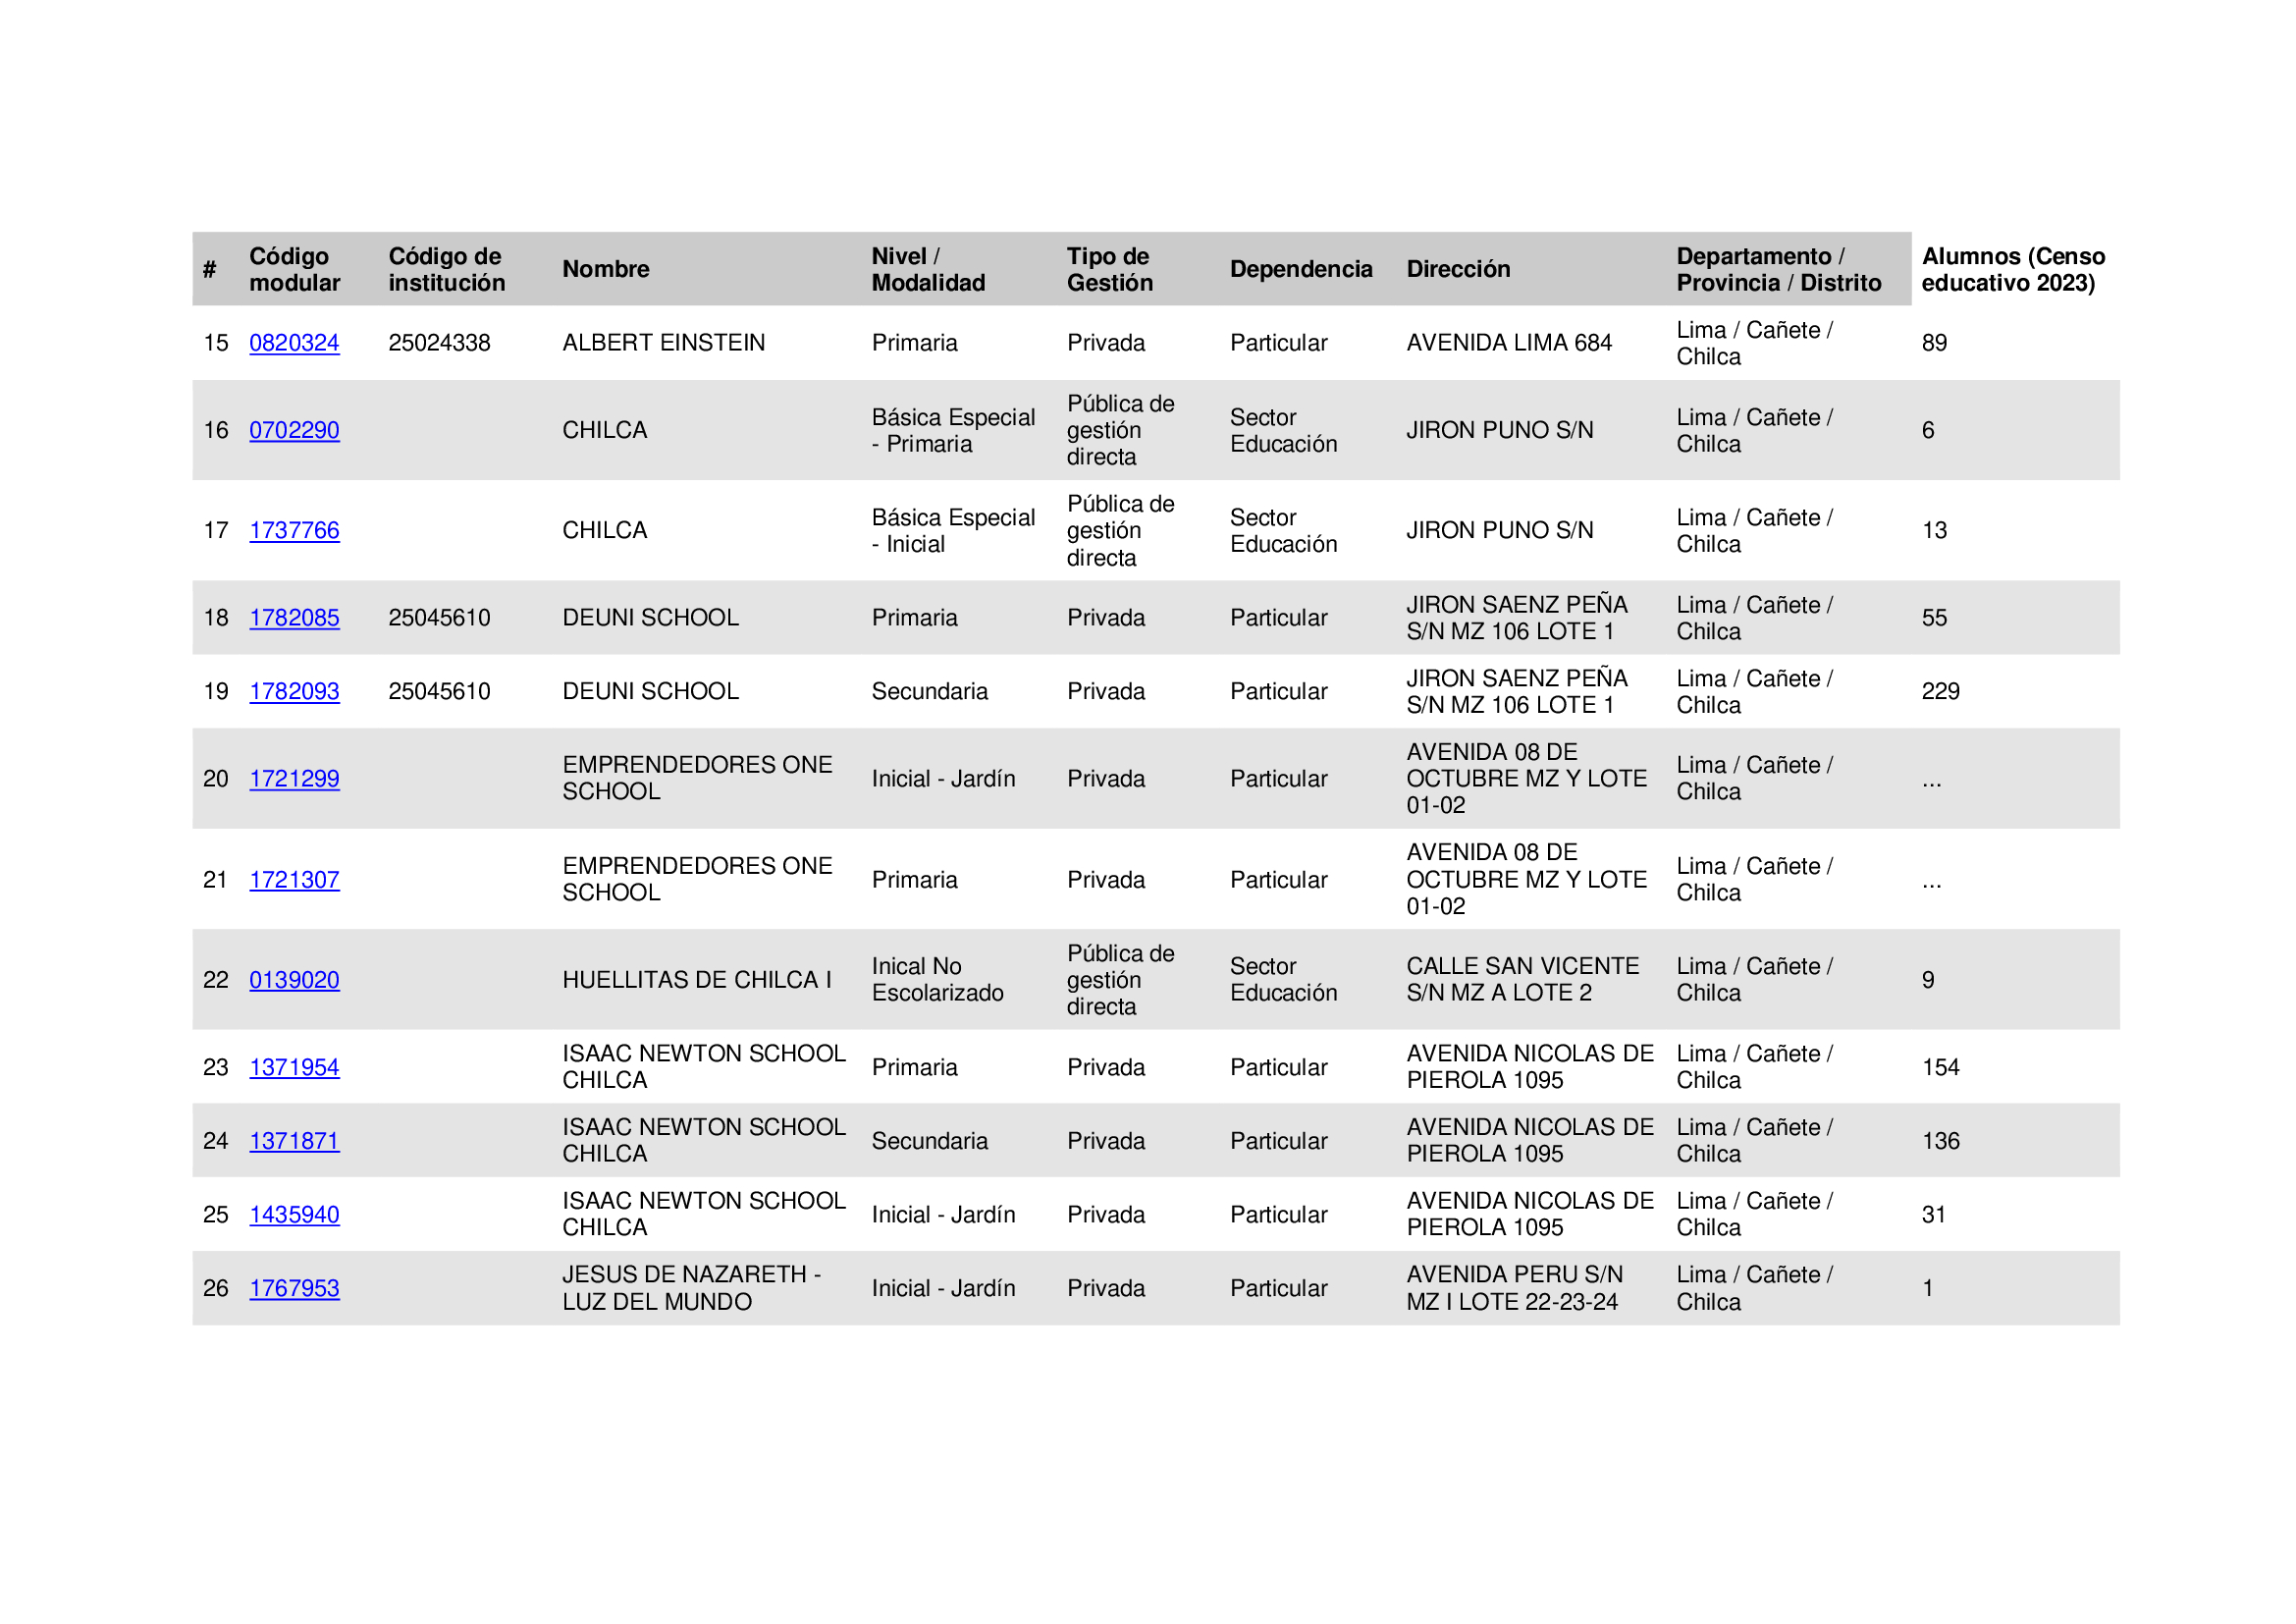 # Código modular Código de institución Nombre Nivel / Modalidad Tipo de Gestión Dependencia Dirección Departamento / Provincia / Distrito Alumnos (Censo educativo 2023)
15 0820324 25024338 ALBERT EINSTEIN Primaria Privada Particular AVENIDA LIMA 684 Lima / Cañete / Chilca 89
16 0702290 CHILCA Básica Especial - Primaria Pública de gestión directa Sector Educación JIRON PUNO S/N Lima / Cañete / Chilca 6
17 1737766 CHILCA Básica Especial - Inicial Pública de gestión directa Sector Educación JIRON PUNO S/N Lima / Cañete / Chilca 13
18 1782085 25045610 DEUNI SCHOOL Primaria Privada Particular JIRON SAENZ PEÑA S/N MZ 106 LOTE 1 Lima / Cañete / Chilca 55
19 1782093 25045610 DEUNI SCHOOL Secundaria Privada Particular JIRON SAENZ PEÑA S/N MZ 106 LOTE 1 Lima / Cañete / Chilca 229
20 1721299 EMPRENDEDORES ONE SCHOOL Inicial - Jardín Privada Particular AVENIDA 08 DE OCTUBRE MZ Y LOTE 01-02 Lima / Cañete / Chilca ...
21 1721307 EMPRENDEDORES ONE SCHOOL Primaria Privada Particular AVENIDA 08 DE OCTUBRE MZ Y LOTE 01-02 Lima / Cañete / Chilca ...
22 0139020 HUELLITAS DE CHILCA I Inical No Escolarizado Pública de gestión directa Sector Educación CALLE SAN VICENTE S/N MZ A LOTE 2 Lima / Cañete / Chilca 9
23 1371954 ISAAC NEWTON SCHOOL CHILCA Primaria Privada Particular AVENIDA NICOLAS DE PIEROLA 1095 Lima / Cañete / Chilca 154
24 1371871 ISAAC NEWTON SCHOOL CHILCA Secundaria Privada Particular AVENIDA NICOLAS DE PIEROLA 1095 Lima / Cañete / Chilca 136
25 1435940 ISAAC NEWTON SCHOOL CHILCA Inicial - Jardín Privada Particular AVENIDA NICOLAS DE PIEROLA 1095 Lima / Cañete / Chilca 31
26 1767953 JESUS DE NAZARETH - LUZ DEL MUNDO Inicial - Jardín Privada Particular AVENIDA PERU S/N MZ I LOTE 22-23-24 Lima / Cañete / Chilca 1